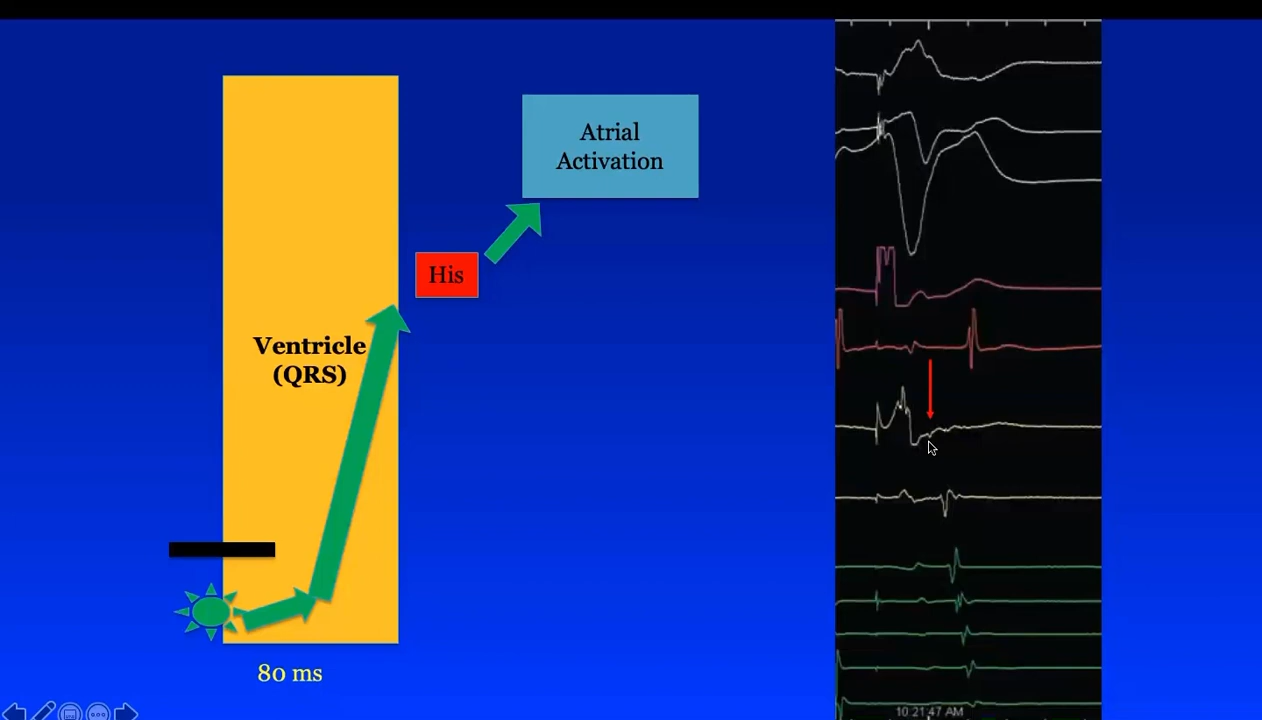 Atrial
Activation
His
Ventricle
(QRS)
80 ms
10:21:47 AM